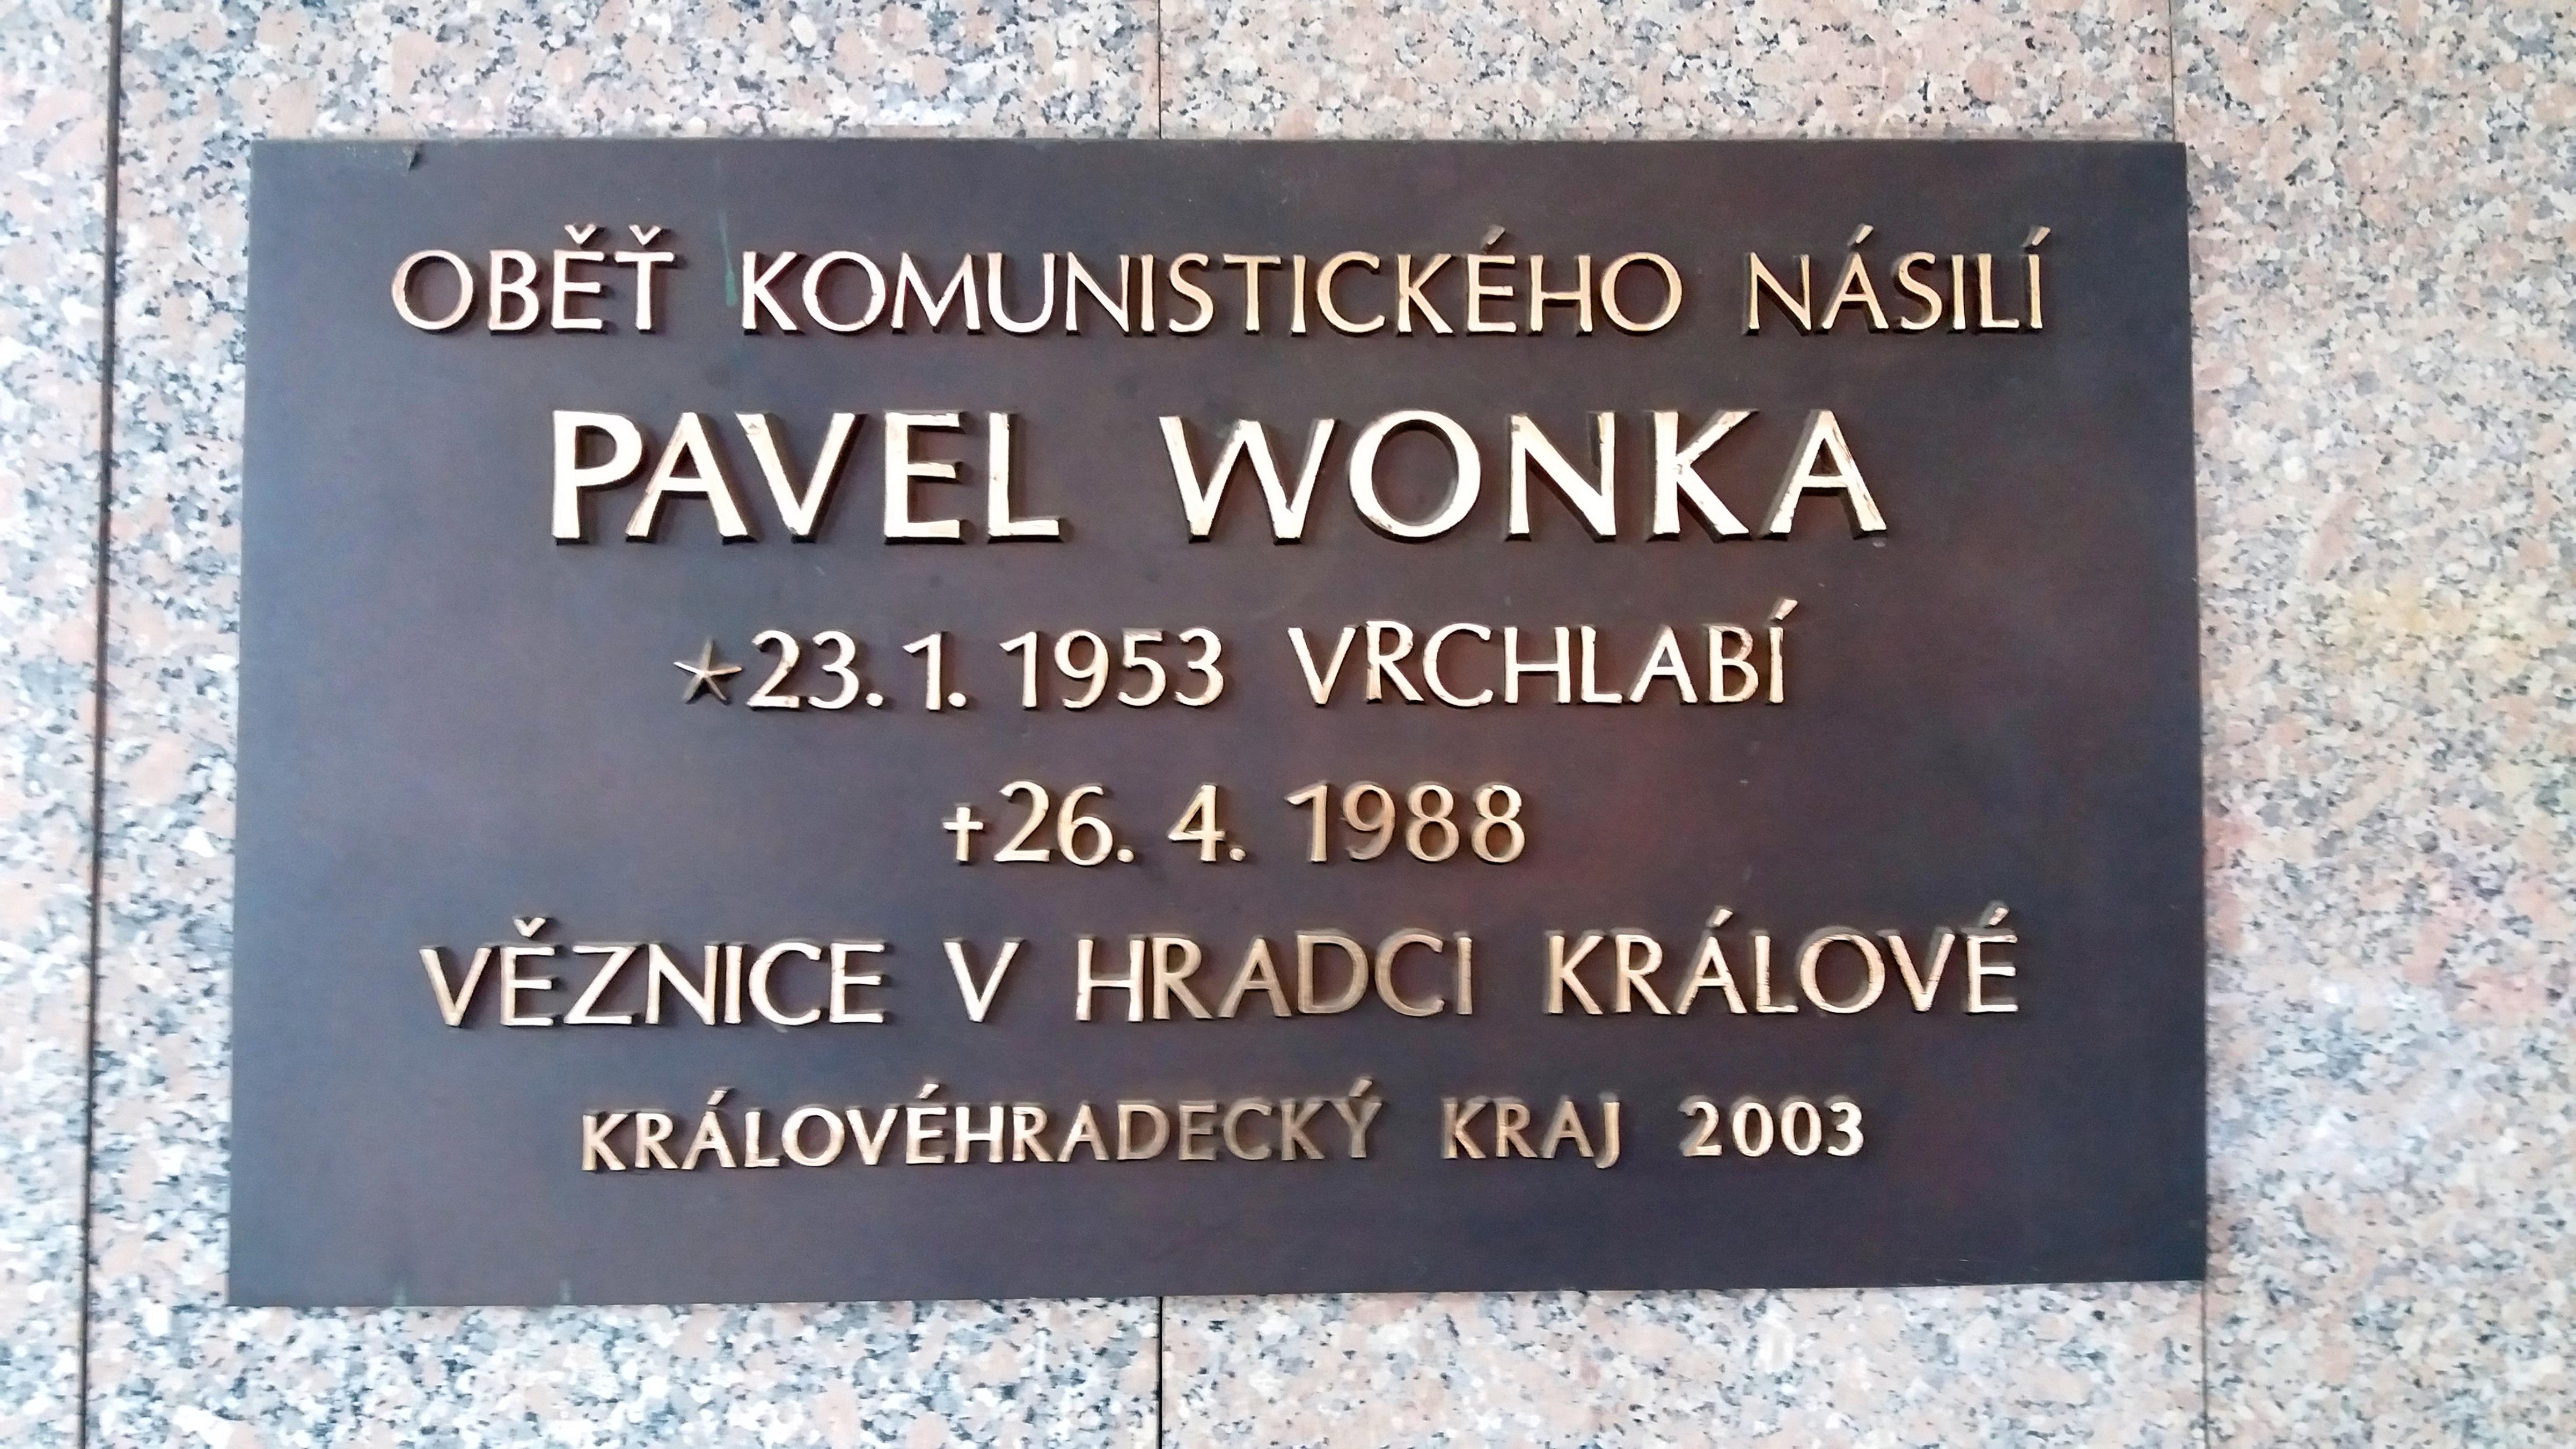 OBĚŤ KOMUNISTICKÉHO NÁSILÍ
PAVEL WONKA
*23. 1. 1953 VRCHLABÍ
†26. 4. 1988
VĚZNICE V HRADCI KRÁLOVÉ
KRÁLOVÉHRADECKÝ KRAJ 2003